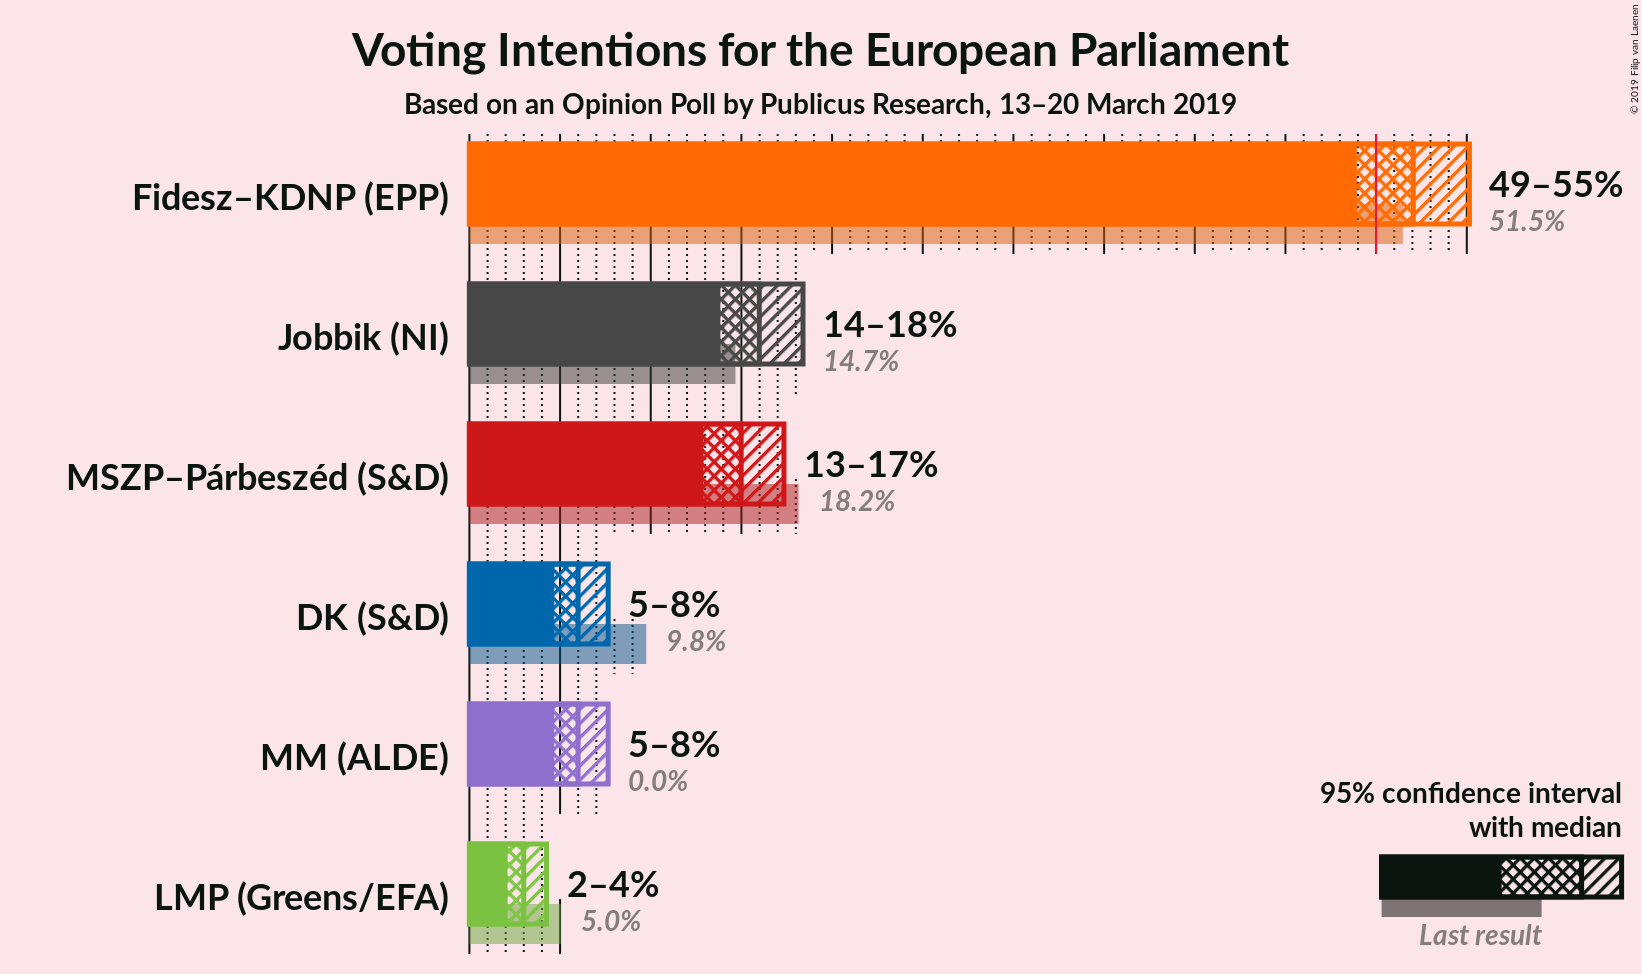 Voting Intentions for the European Parliament
Based on an Opinion Poll by Publicus Research, 13–20 March 2019
© 2019 Filip van Laenen
Fidesz–KDNP (EPP)
49–55%
51.5%
Jobbik (NI)
14–18%
14.7%
MSZP–Párbeszéd (S&D)
13–17%
18.2%
DK (S&D)
5–8%
9.8%
MM (ALDE)
5–8%
0.0%
LMP (Greens/EFA)
2–4%
5.0%
95% confidence interval
with median
Last result